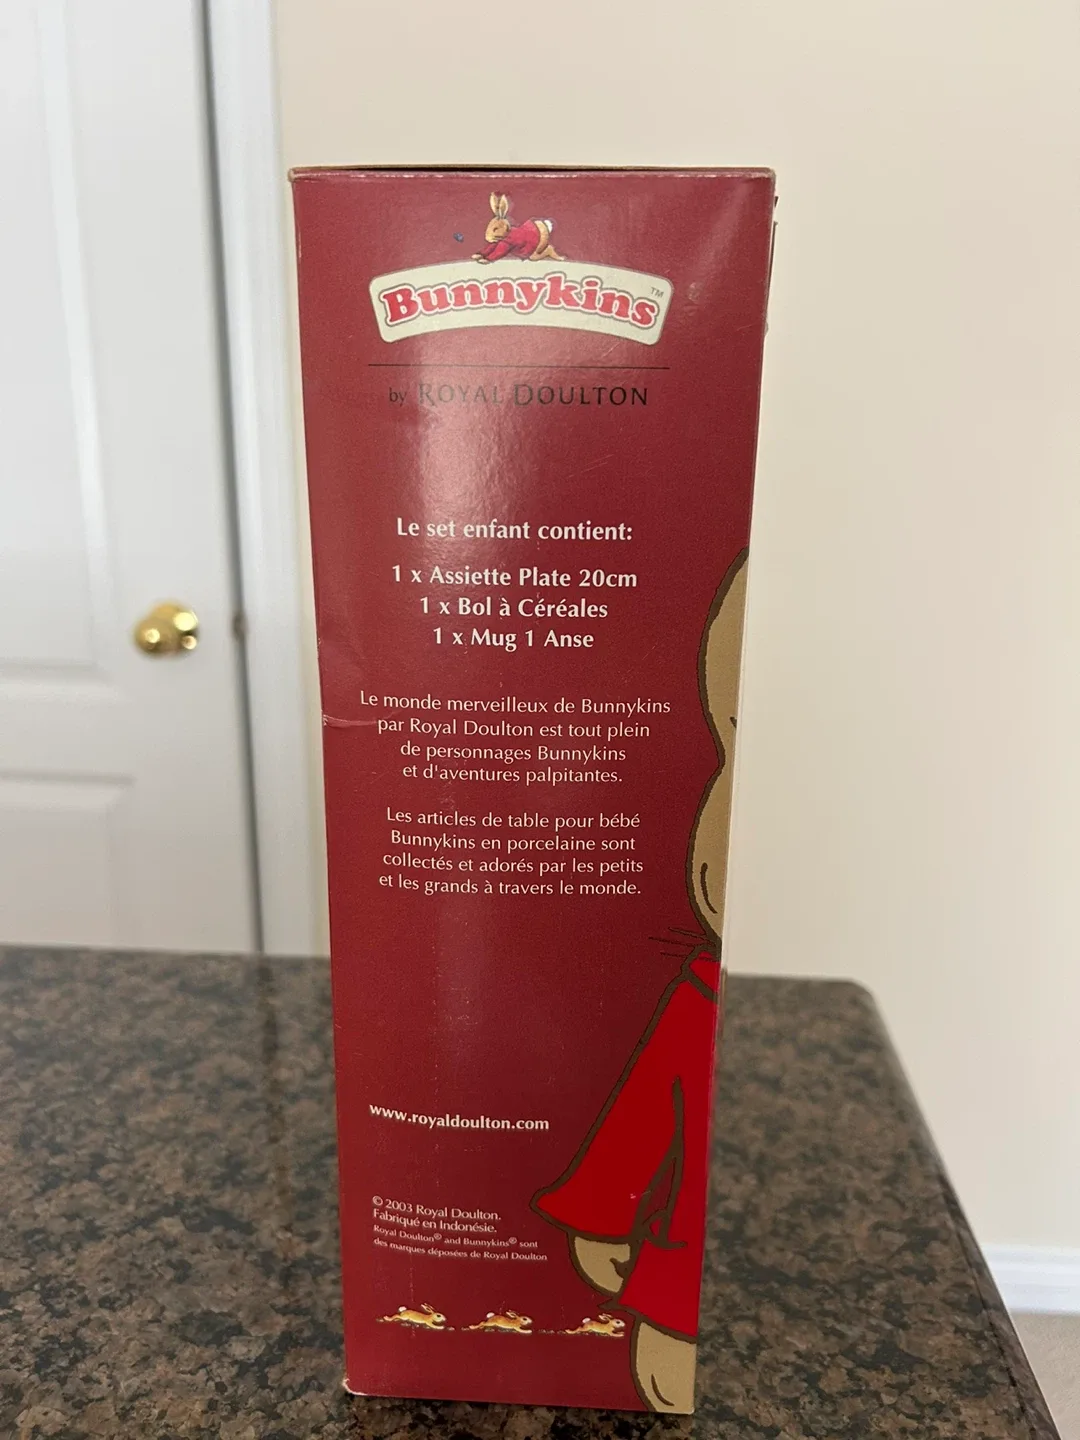 Bunnykins™
by ROYAL DOULTON
Le set enfant contient:
1 x Assiette Plate 20cm
1 x Bol à Céréales
1 x Mug 1 Anse
Le monde merveilleux de Bunnykins
par Royal Doulton est tout plein
de personnages Bunnykins
et d'aventures palpitantes.
Les articles de table pour bébé
Bunnykins en porcelaine sont
collectés et adorés par les petits
et les grands à travers le monde.
www.royaldoulton.com
© 2003 Royal Doulton.
Fabriqué en Indonésie.
Royal Doulton® and Bunnykins® sont
des marques déposées de Royal Doulton